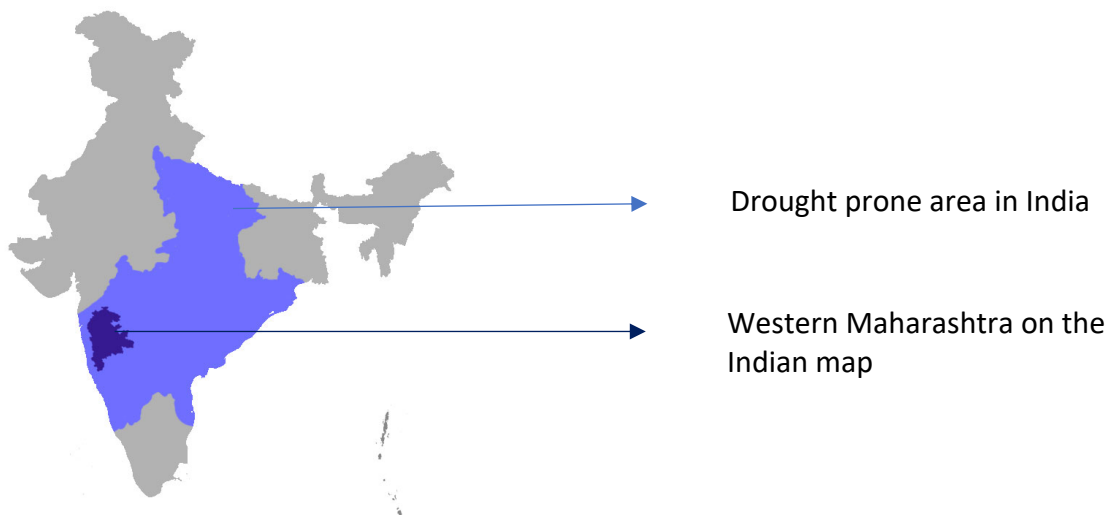 Drought prone area in India
Western Maharashtra on the
Indian map